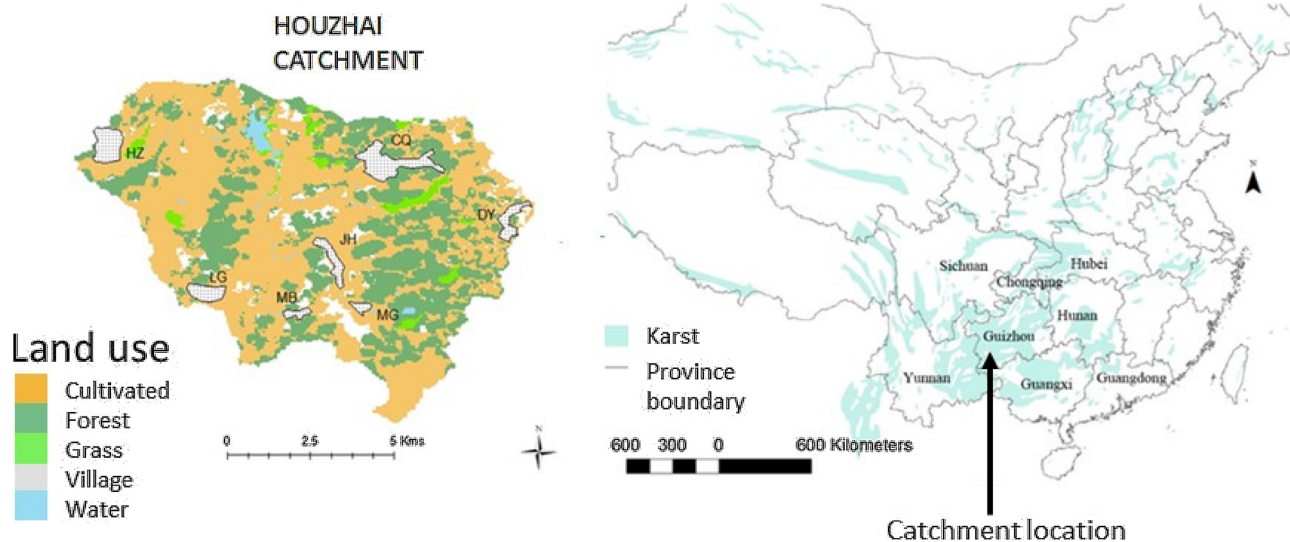 HOUZHAI
CATCHMENT
HZ
CQ
DY
JH
LG
MB
MG
Land use
Cultivated
Forest
Grass
Village
Water
0 2.5 5 Kms
N
N
Sichuan
Hubei
Chongqing
Hunan
Guizhou
Yunnan
Guangxi
Guangdong
Karst
Province
boundary
600 300 0 600 Kilometers
Catchment location